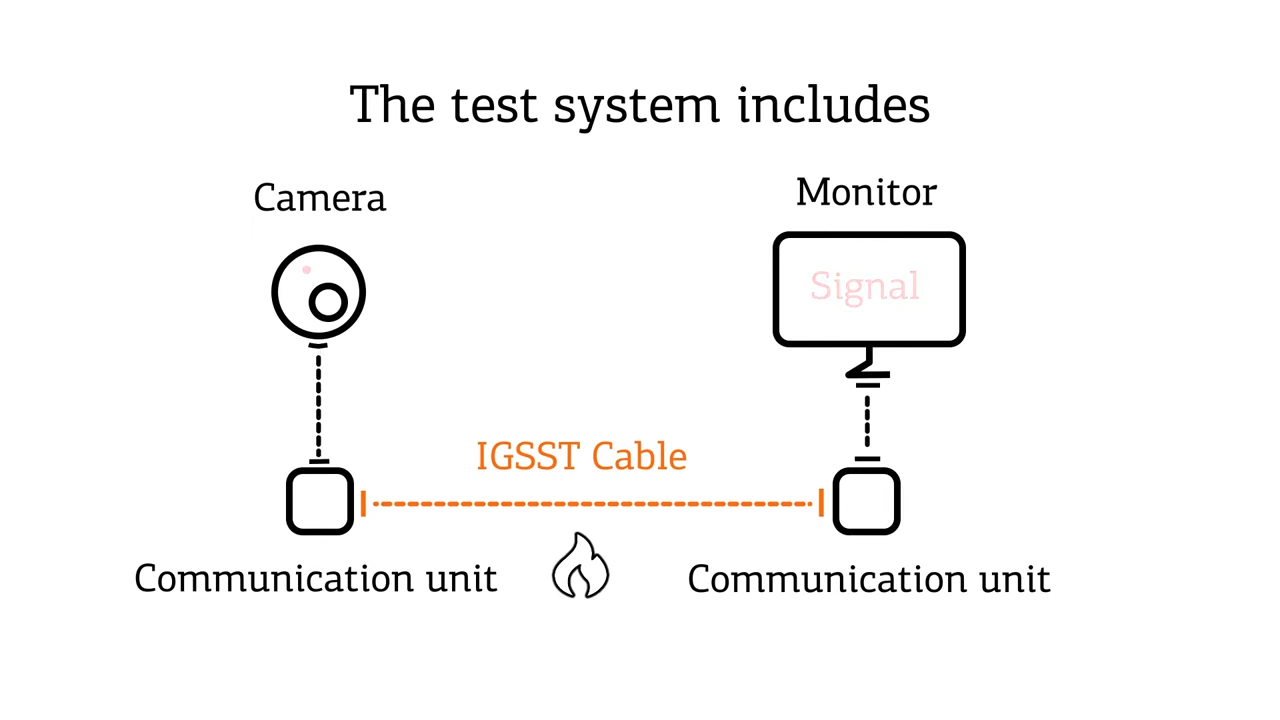 The test system includes
Camera
Monitor
Signal
IGSST Cable
Communication unit
Communication unit